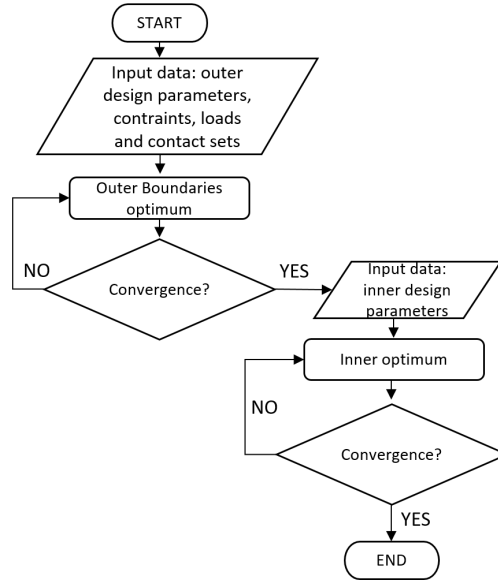 START
Input data: outer
design parameters,
contraints, loads
and contact sets
Outer Boundaries
optimum
NO
Convergence?
YES
Input data:
inner design
parameters
Inner optimum
NO
Convergence?
YES
END